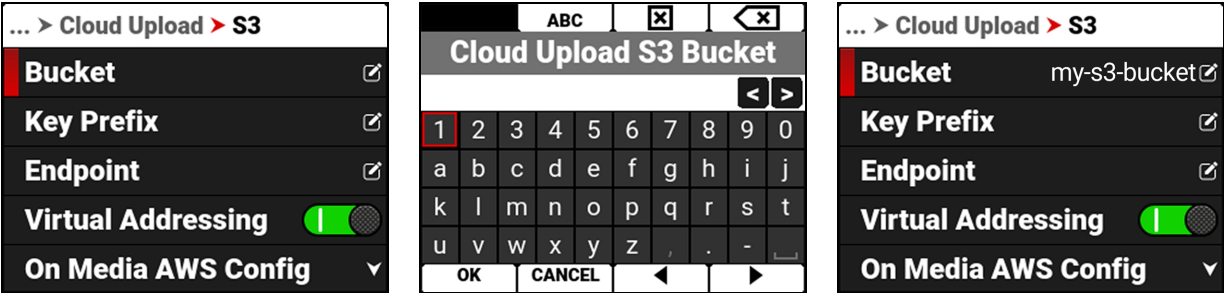 ... > Cloud Upload > S3
Bucket
Key Prefix
Endpoint
Virtual Addressing
On Media AWS Config
ABC
Cloud Upload S3 Bucket
< >
1 2 3 4 5 6 7 8 9 0
a b c d e f g h i j
k l m n o p q r s t
u v w x y z , . -
OK CANCEL
... > Cloud Upload > S3
Bucket my-s3-bucket
Key Prefix
Endpoint
Virtual Addressing
On Media AWS Config